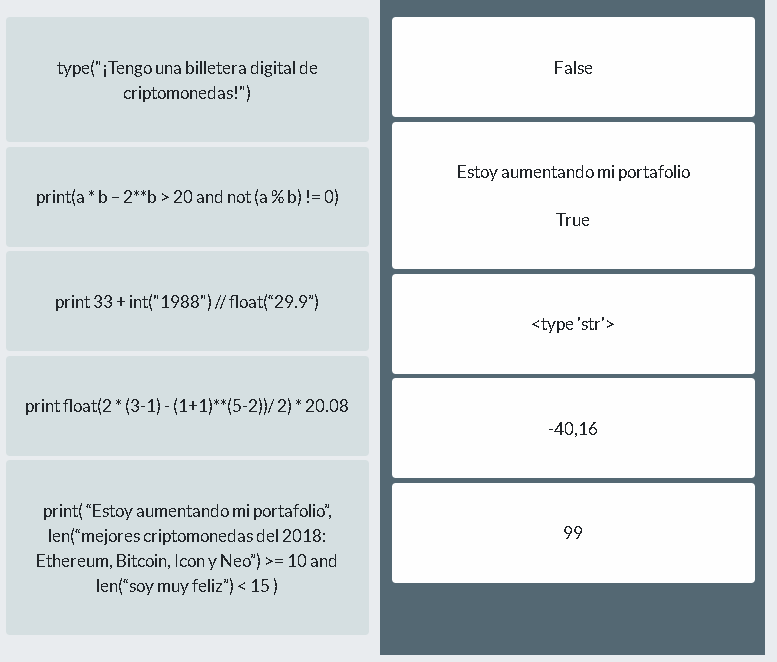 type("¡Tengo una billetera digital de
criptomonedas!")
print(a * b – 2**b > 20 and not (a % b) != 0)
print 33 + int("1988") // float(“29.9”)
print float(2 * (3-1) - (1+1)**(5-2))/ 2) * 20.08
print( “Estoy aumentando mi portafolio”,
len(“mejores criptomonedas del 2018:
Ethereum, Bitcoin, Icon y Neo”) >= 10 and
len(“soy muy feliz”) < 15 )
False
Estoy aumentando mi portafolio
True
<type 'str'>
-40,16
99